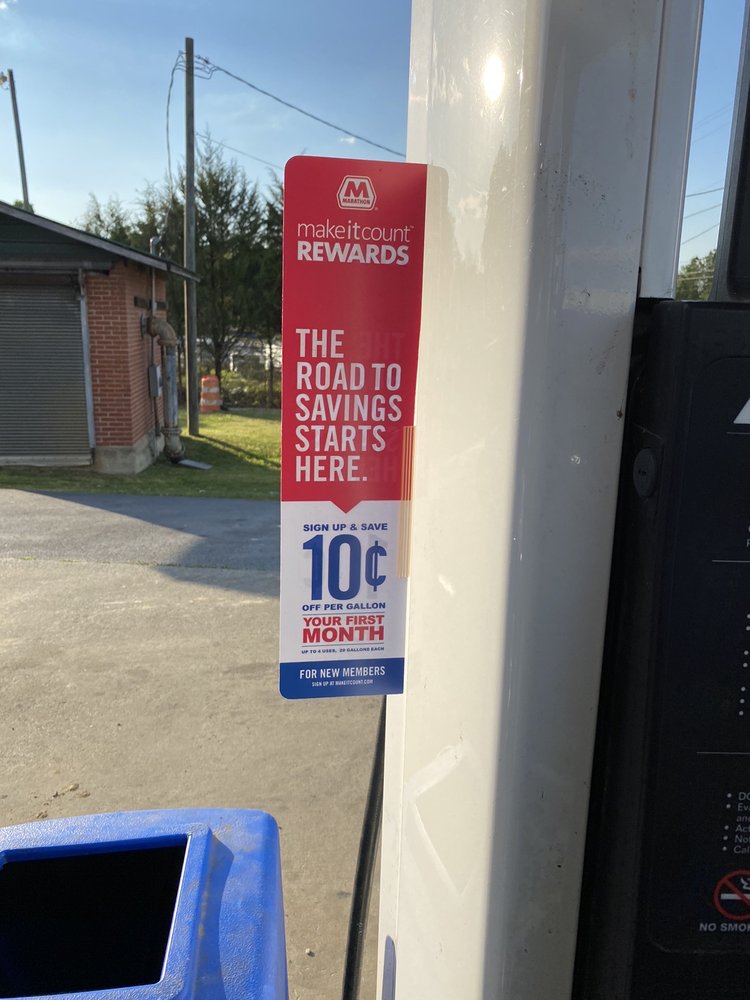 M
MARATHON
makeitcount™
REWARDS
THE
ROAD TO
SAVINGS
STARTS
HERE.
SIGN UP & SAVE
10¢
OFF PER GALLON
YOUR FIRST
MONTH
UP TO 4 USES, 20 GALLONS EACH
FOR NEW MEMBERS
SIGN UP AT MAKEITCOUNT.COM
NO SMO